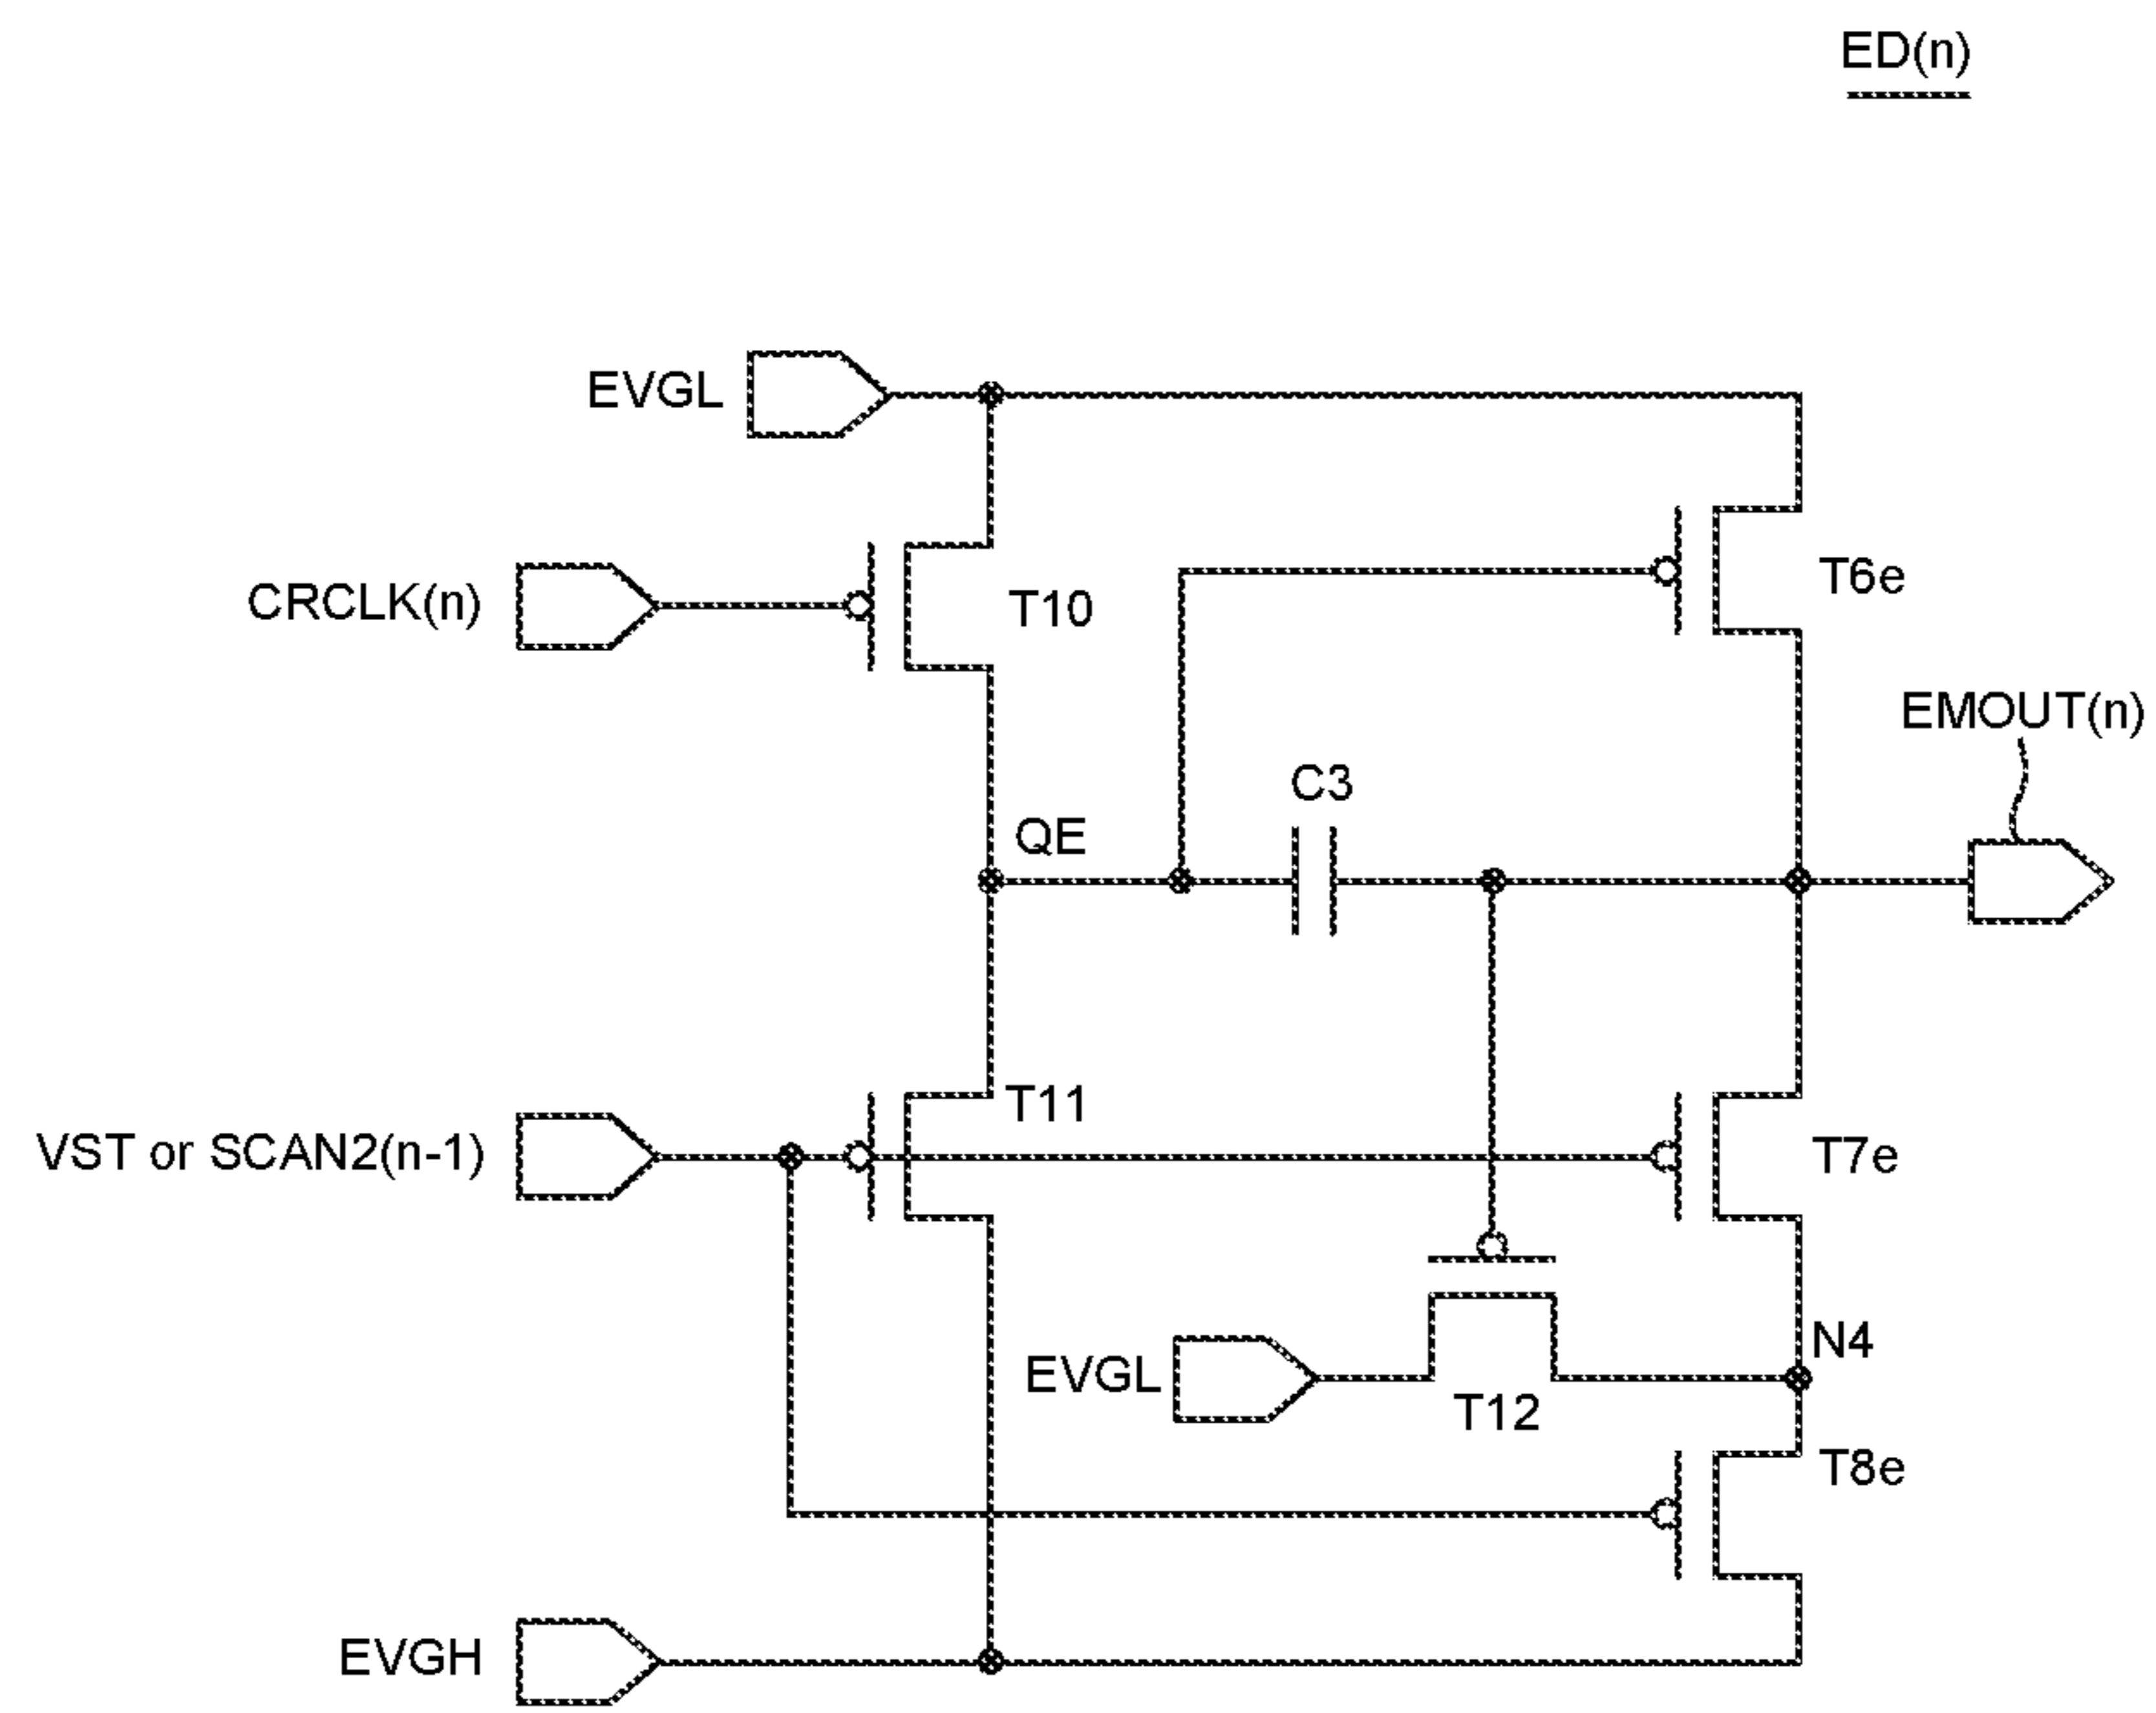 ED(n)
EVGL
CRCLK(n)
T10
T6e
EMOUT(n)
C3
QE
T11
VST or SCAN2(n-1)
T7e
N4
EVGL
T12
T8e
EVGH